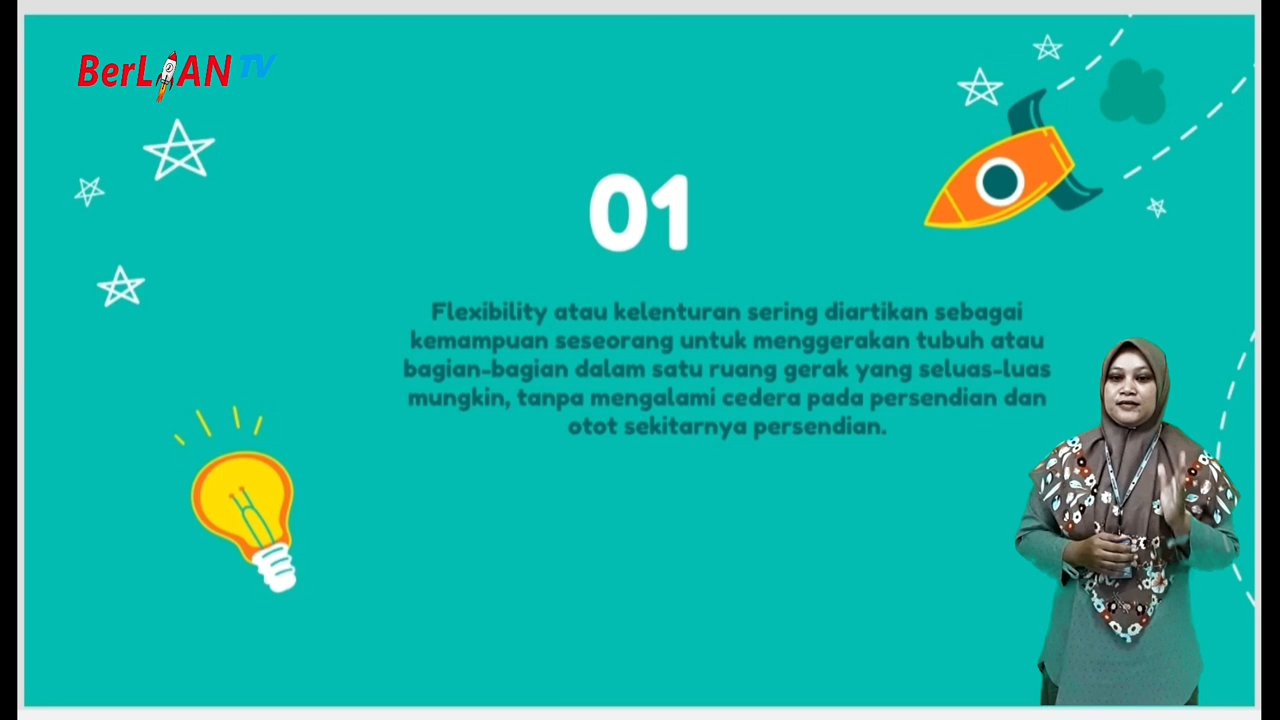 BerLIAN TV
01
Flexibility atau kelenturan sering diartikan sebagai
kemampuan seseorang untuk menggerakan tubuh atau
bagian-bagian dalam satu ruang gerak yang seluas-luas
mungkin, tanpa mengalami cedera pada persendian dan
otot sekitarnya persendian.